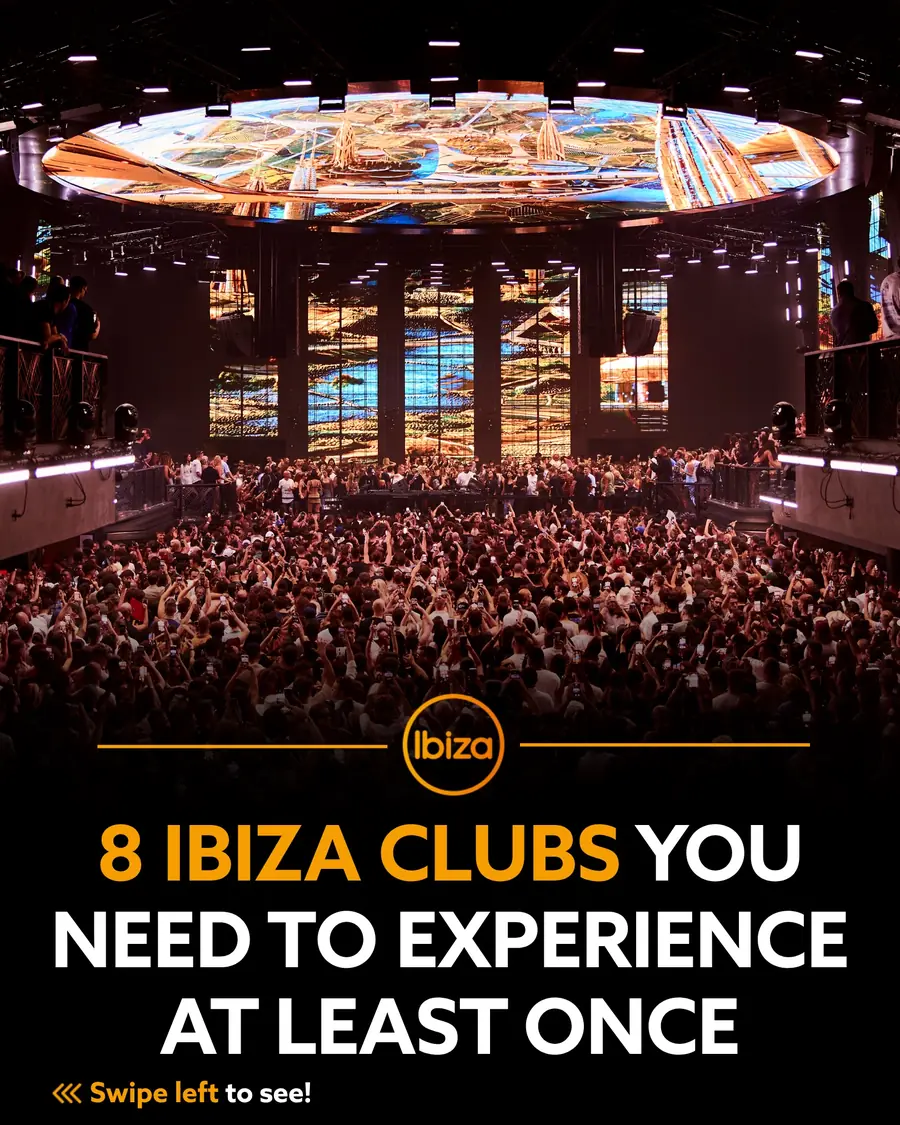 Ibiza
8 IBIZA CLUBS YOU
NEED TO EXPERIENCE
AT LEAST ONCE
Swipe left to see!